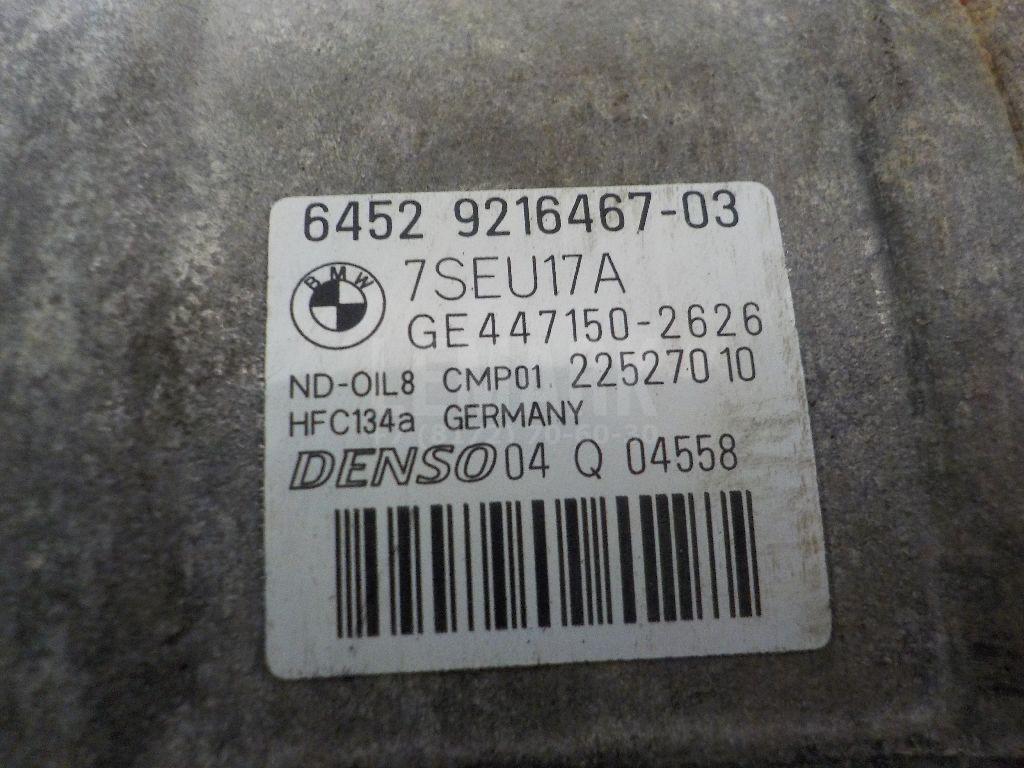 6452 9216467-03
BMW 7SEU17A
GE447150-2626
ND-OIL8 CMP01 22527010
HFC134a GERMANY
DENSO 04 Q 04558